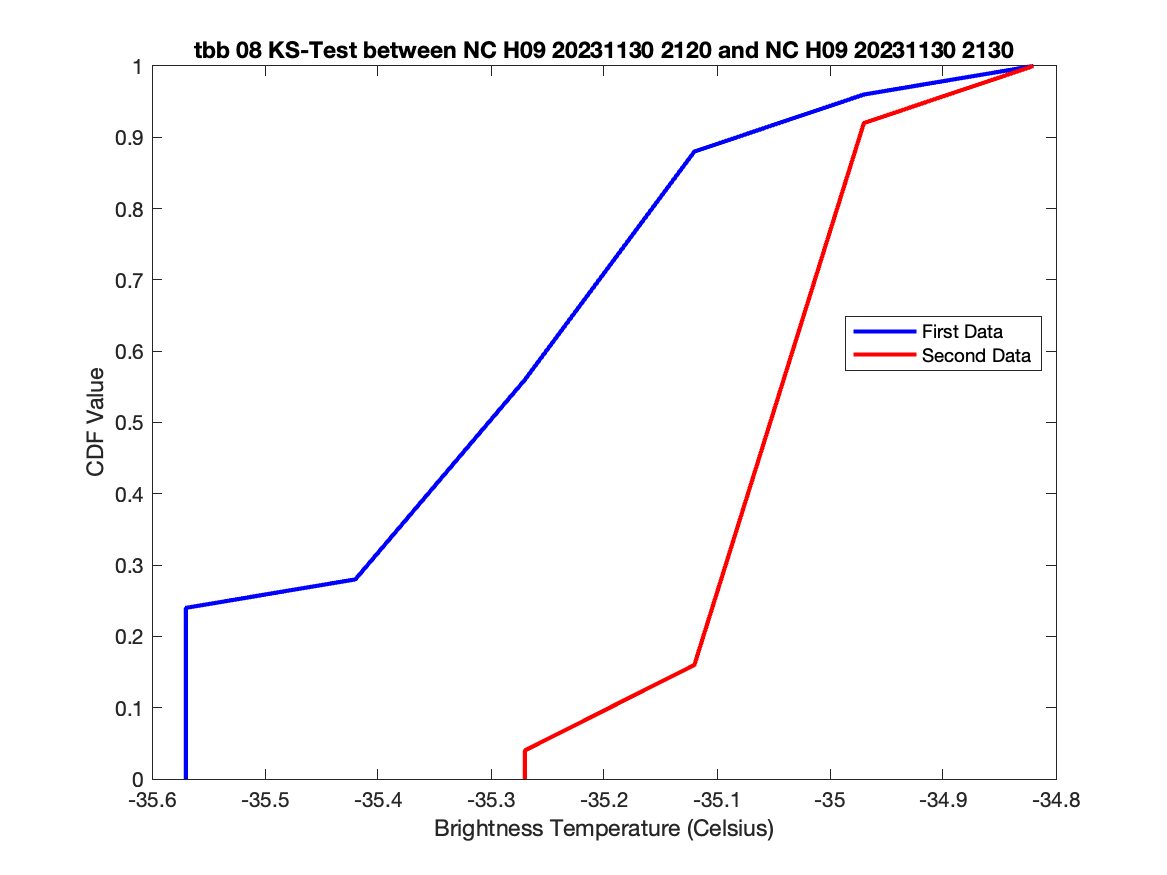 tbb 08 KS-Test between NC H09 20231130 2120 and NC H09 20231130 2130
1
0.9
0.8
0.7
0.6
0.5
0.4
0.3
0.2
0.1
0
CDF Value
First Data
Second Data
-35.6 -35.5 -35.4 -35.3 -35.2 -35.1 -35 -34.9 -34.8
Brightness Temperature (Celsius)